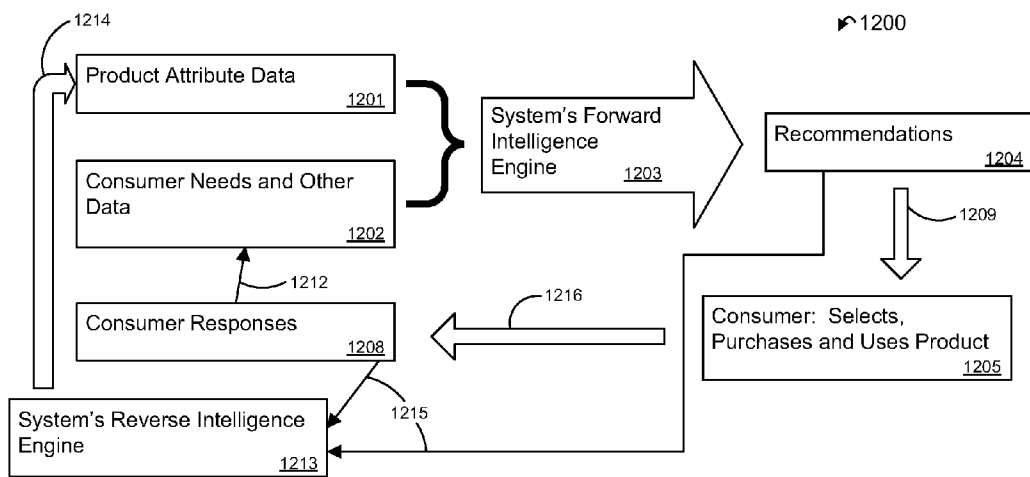 1214
1200
Product Attribute Data
1201
System's Forward
Intelligence
Engine
1203
Recommendations
1204
Consumer Needs and Other
Data
1202
1209
1212
1216
Consumer Responses
1208
Consumer: Selects,
Purchases and Uses Product
1205
1215
System's Reverse Intelligence
Engine
1213